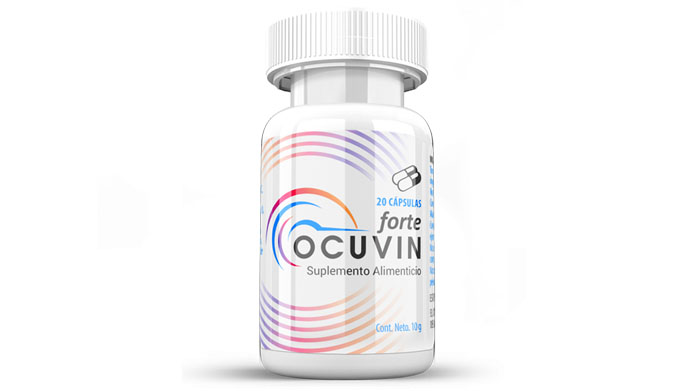 20 CÁPSULAS
forte
OCUVIN
Suplemento Alimenticio
Cont. Neto. 10g